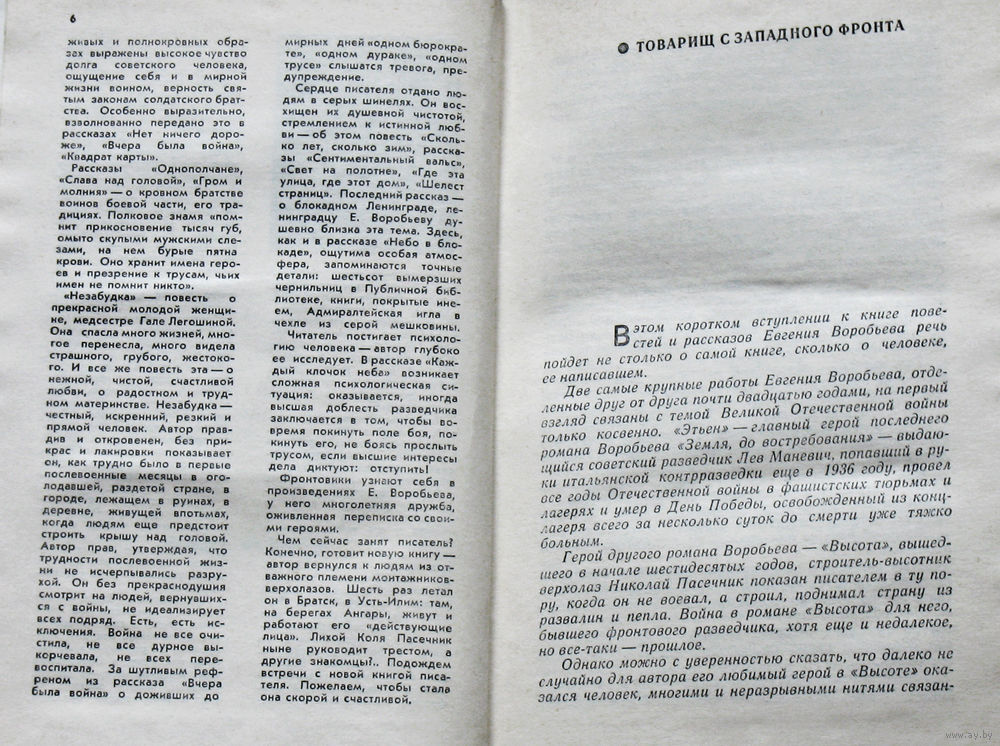 6
живых и полнокровных обра-
зах выражены высокое чувство
долга советского человека,
ощущение себя и в мирной
жизни воином, верность свя-
тым законам солдатского брат-
ства. Особенно выразительно,
взволнованно передано это в
рассказах «Нет ничего доро-
же», «Вчера была война»,
«Квадрат карты».
Рассказы «Однополчане»,
«Слава над головой», «Гром и
молния» — о кровном братстве
воинов боевой части, его тра-
дициях. Полковое знамя «пом-
нит прикосновение тысяч губ,
омыто скупыми мужскими сле-
зами, на нем бурые пятна
крови. Оно хранит имена геро-
ев и презрение к трусам, чьих
имен не помнит никто».
«Незабудка» — повесть о
прекрасной молодой женщи-
не, медсестре Гале Легошиной.
Она спасла много жизней, мно-
гое перенесла, много видела
страшного, грубого, жестоко-
го. И все же повесть эта — о
нежной, чистой, счастливой
любви, о радостном и труд-
ном материнстве. Незабудка —
честный, искренний, резкий и
прямой человек. Автор прав-
див и откровенен, без при-
крас и лакировки показывает
он, как трудно было в первые
послевоенные месяцы в ого-
лодавшей, раздетой стране, в
городе, лежащем в руинах, в
деревне, живущей впотьмах,
когда людям еще предстоит
строить крышу над головой.
Автор прав, утверждая, что
трудности послевоенной жиз-
ни не исчерпывались разру-
хой. Он без прекраснодушия
смотрит на людей, вернувших-
ся с войны, не идеализирует
всех подряд. Есть, есть ис-
ключения. Война не все очи-
стила, не все дурное вы-
корчевала, не всех пере-
воспитала. За шутливым реф-
реном из рассказа «Вчера
была война» о доживших до
мирных дней «одном бюрокра-
те», «одном дураке», «одном
трусе» слышатся тревога, пре-
дупреждение.
Сердце писателя отдано лю-
дям в серых шинелях. Он вос-
хищен их душевной чистотой,
стремлением к истинной люб-
ви — об этом повесть «Сколь-
ко лет, сколько зим», расска-
зы «Сентиментальный вальс»,
«Свет на полотне», «Где эта
улица, где этот дом», «Шелест
страниц». Последний рассказ —
о блокадном Ленинграде, ле-
нинградцу Е. Воробьеву ду-
шевно близка эта тема. Здесь,
как и в рассказе «Небо в бло-
каде», ощутима особая атмос-
фера, запоминаются точные
детали: шестьсот вымерзших
чернильниц в Публичной биб-
лиотеке, книги, покрытые ине-
ем, Адмиралтейская игла в
чехле из серой мешковины.
Читатель постигает психоло-
гию человека — автор глубоко
ее исследует. В рассказе «Каж-
дый клочок неба» возникает
сложная психологическая си-
туация: оказывается, иногда
высшая доблесть разведчика
заключается в том, чтобы во-
время покинуть поле боя, по-
кинуть его, не боясь прослыть
трусом, если высшие интересы
дела диктуют: отступить!
Фронтовики узнают себя в
произведениях Е. Воробьева,
у него многолетняя дружба,
оживленная переписка со свои-
ми героями.
Чем сейчас занят писатель?
Конечно, готовит новую книгу —
автор вернулся к людям из от-
важного племени монтажников-
верхолазов. Шесть раз летал
он в Братск, в Усть-Илим: там,
на берегах Ангары, живут и
работают его «действующие
лица». Лихой Коля Пасечник
ныне руководит трестом, а
другие знакомцы?.. Подождем
встречи с новой книгой писа-
теля. Пожелаем, чтобы стала
она скорой и счастливой.
ТОВАРИЩ С ЗАПАДНОГО ФРОНТА
В этом коротком вступлении к книге пове-
стей и рассказов Евгения Воробьева речь
пойдет не столько о самой книге, сколько о человеке,
ее написавшем.
Две самые крупные работы Евгения Воробьева, отде-
ленные друг от друга почти двадцатью годами, на первый
взгляд связаны с темой Великой Отечественной войны
только косвенно. «Этьен» — главный герой последнего
романа Воробьева «Земля, до востребования» — выдаю-
щийся советский разведчик Лев Маневич, попавший в ру-
ки итальянской контрразведки еще в 1936 году, провел
все годы Отечественной войны в фашистских тюрьмах и
лагерях и умер в День Победы, освобожденный из конц-
лагеря всего за несколько суток до смерти уже тяжко
больным.
Герой другого романа Воробьева — «Высота», вышед-
шего в начале шестидесятых годов, строитель-высотник
верхолаз Николай Пасечник показан писателем в ту по-
ру, когда он не воевал, а строил, поднимал страну из
развалин и пепла. Война в романе «Высота» для него,
бывшего фронтового разведчика, хотя еще и недалекое,
но все-таки — прошлое.
Однако можно с уверенностью сказать, что далеко не
случайно для автора его любимый герой в «Высоте» ока-
зался человек, многими и неразрывными нитями связан-
www.ay.by